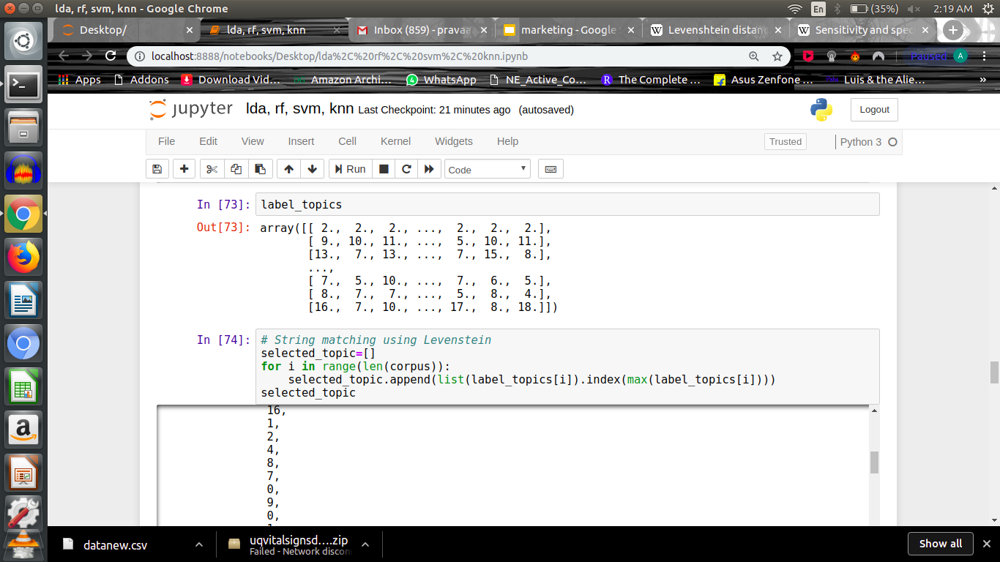 lda, rf, svm, knn - Google Chrome
En
(35%)
2:19 AM
Desktop/
lda, rf, svm, knn
Inbox (859) - pravaa
marketing - Google
Levenshtein distan
Sensitivity and spec
localhost:8888/notebooks/Desktop/lda%2C%20rf%2C%20svm%2C%20knn.ipynb
Paused
A
Apps
Addons
Download Vid...
Amazon Archi...
4
WhatsApp
NE_Active_Co...
R
The Complete ...
Asus Zenfone ...
Luis & the Alie...
»
jupyter
lda, rf, svm, knn Last Checkpoint: 21 minutes ago (autosaved)
Logout
File
Edit
View
Insert
Cell
Kernel
Widgets
Help
Trusted
Python 3
Run
Code
In [73]:
label_topics
Out[73]:
array([[ 2.,  2.,  2., ...,  2.,  2.,  2.],
[ 9., 10., 11., ...,  5., 10., 11.],
[13.,  7., 13., ...,  7., 15.,  8.],
...,
[ 7.,  5., 10., ...,  7.,  6.,  5.],
[ 8.,  7.,  7., ...,  5.,  8.,  4.],
[16.,  7., 10., ..., 17.,  8., 18.]])
In [74]:
# String matching using Levenstein
selected_topic=[]
for i in range(len(corpus)):
    selected_topic.append(list(label_topics[i]).index(max(label_topics[i])))
selected_topic
16,
1,
2,
4,
8,
7,
0,
9,
0,
datanew.csv
uqvitalsignsd....zip
Failed - Network discon
Show all